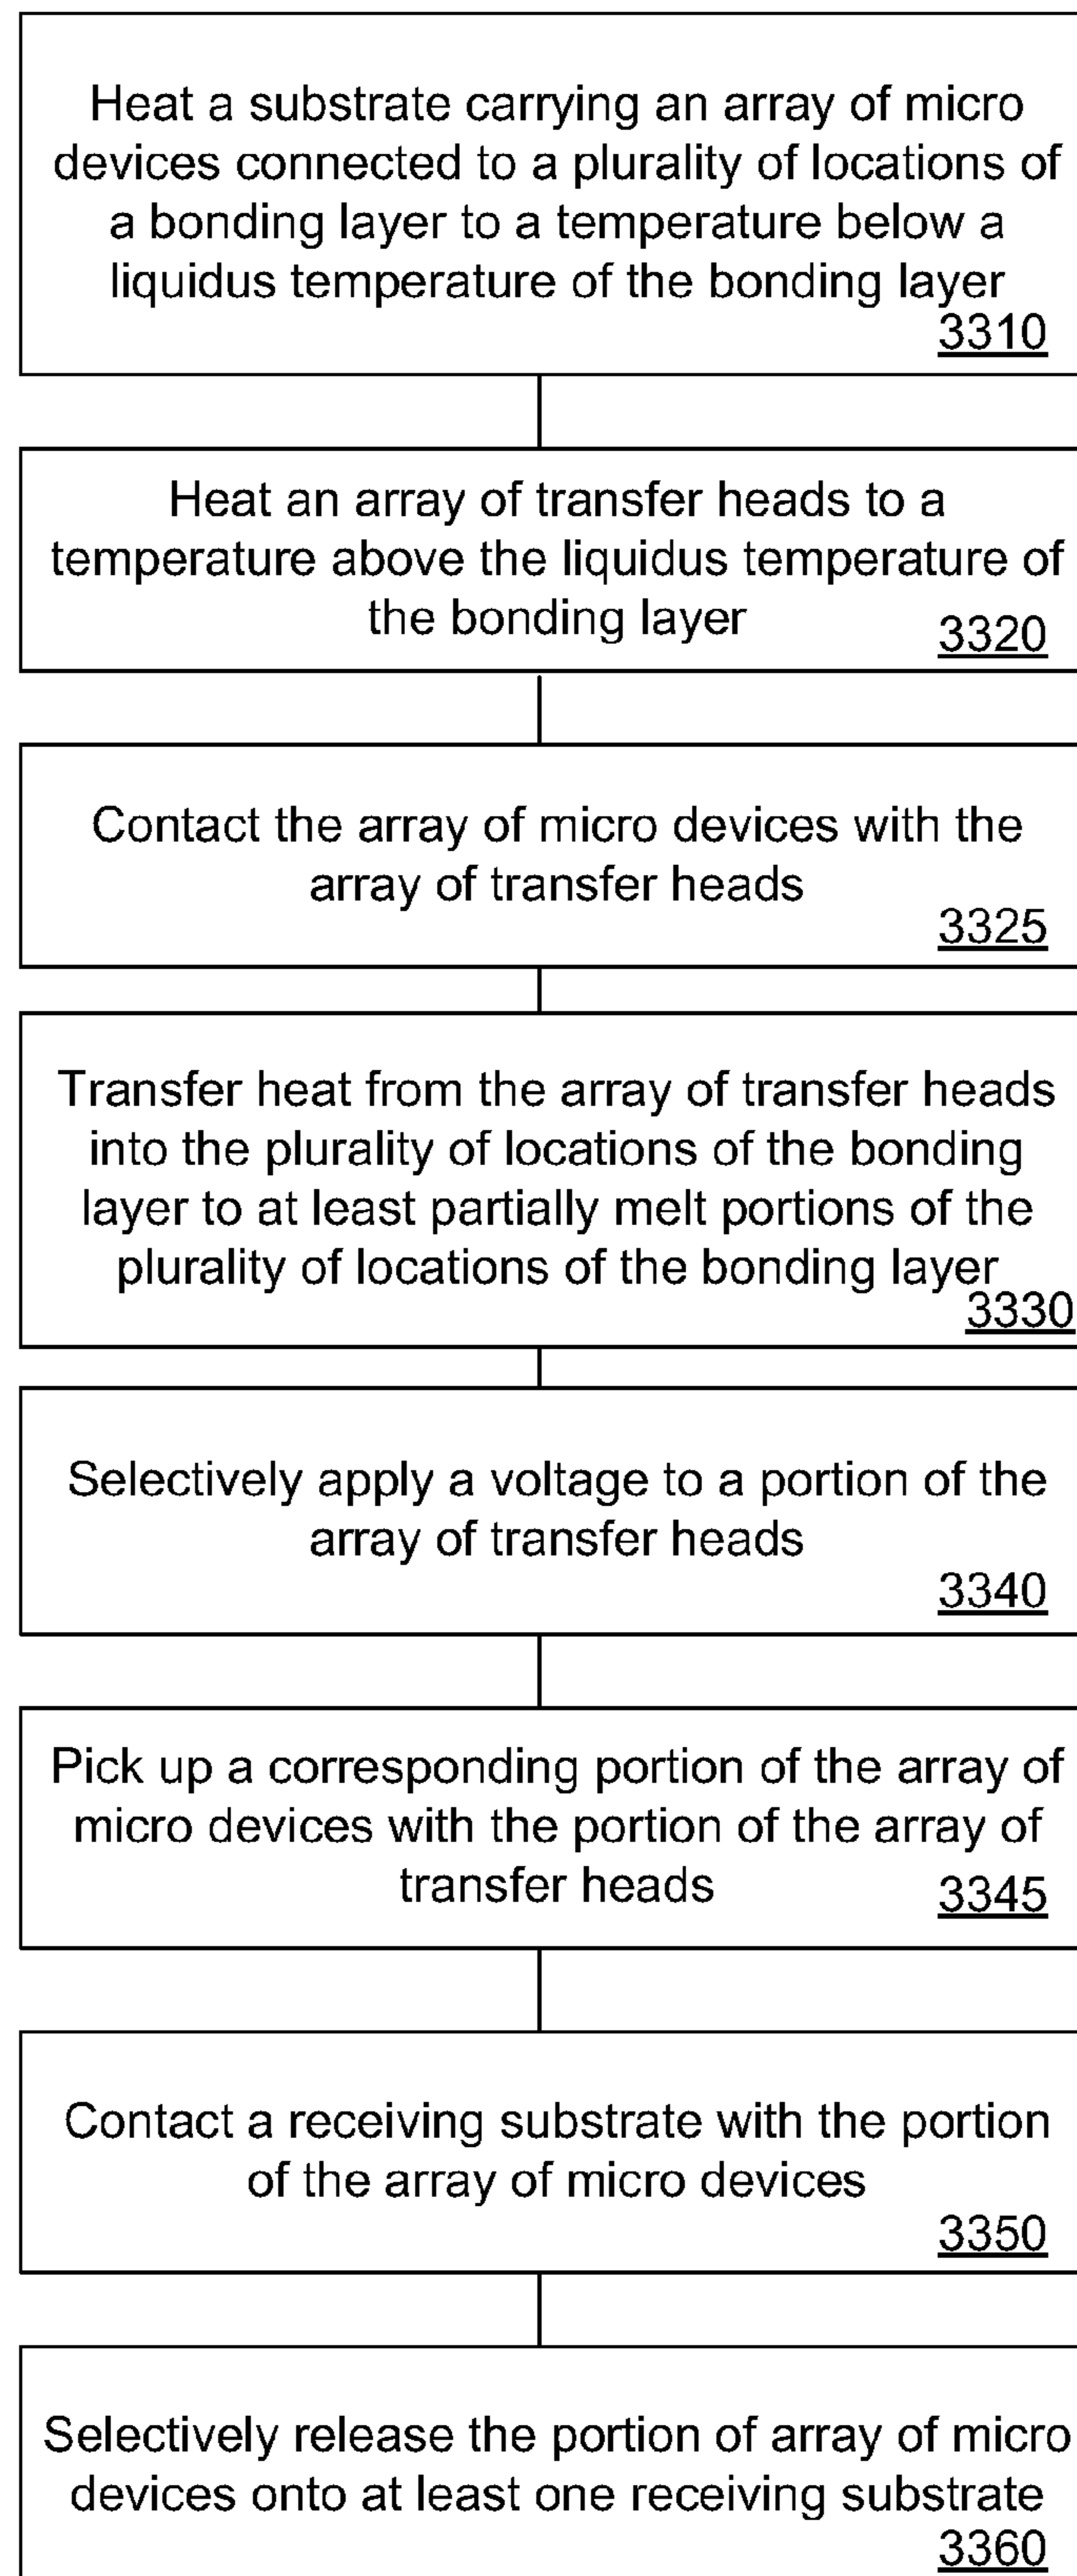 Heat a substrate carrying an array of micro
devices connected to a plurality of locations of
a bonding layer to a temperature below a
liquidus temperature of the bonding layer
3310
Heat an array of transfer heads to a
temperature above the liquidus temperature of
the bonding layer
3320
Contact the array of micro devices with the
array of transfer heads
3325
Transfer heat from the array of transfer heads
into the plurality of locations of the bonding
layer to at least partially melt portions of the
plurality of locations of the bonding layer
3330
Selectively apply a voltage to a portion of the
array of transfer heads
3340
Pick up a corresponding portion of the array of
micro devices with the portion of the array of
transfer heads
3345
Contact a receiving substrate with the portion
of the array of micro devices
3350
Selectively release the portion of array of micro
devices onto at least one receiving substrate
3360